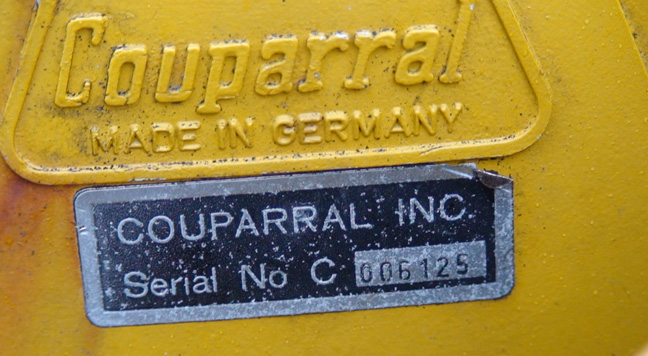 Couparral
MADE IN GERMANY
COUPARRAL INC
Serial No C 006125